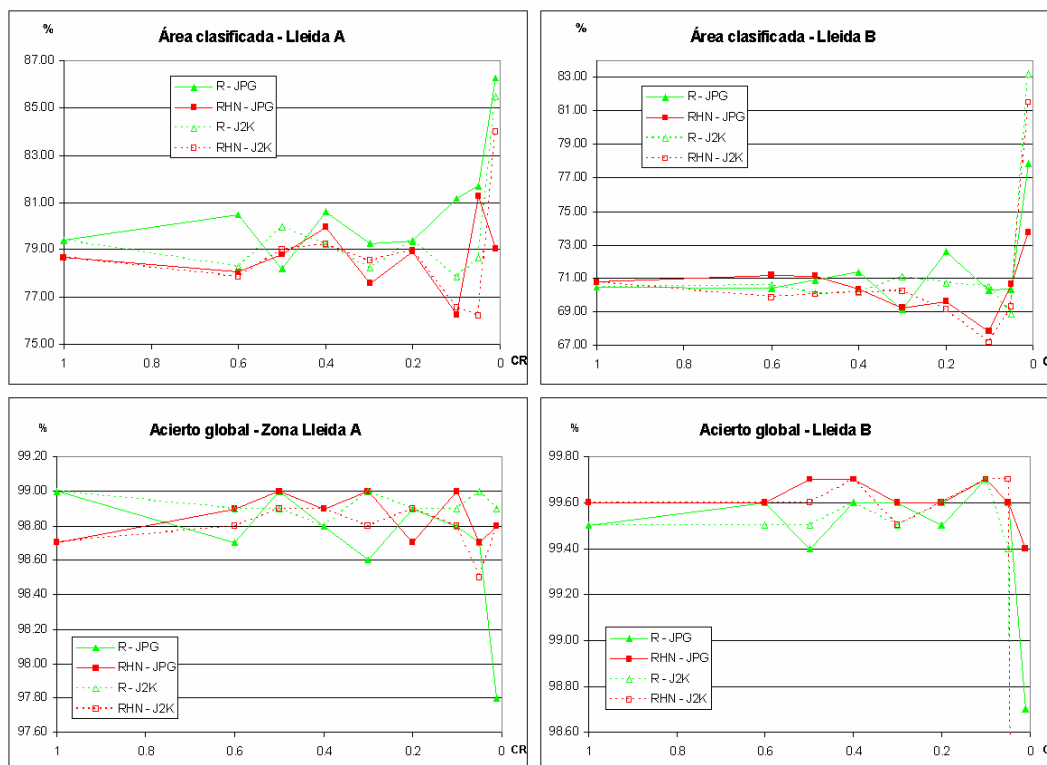 %
Área clasificada - Lleida A
87.00
85.00
83.00
81.00
79.00
77.00
75.00
R - JPG
RHN - JPG
R - J2K
RHN - J2K
1
0.8
0.6
0.4
0.2
0
CR
%
Área clasificada - Lleida B
83.00
81.00
79.00
77.00
75.00
73.00
71.00
69.00
67.00
R - JPG
RHN - JPG
R - J2K
RHN - J2K
1
0.8
0.6
0.4
0.2
0
C
%
Acierto global - Zona Lleida A
99.20
99.00
98.80
98.60
98.40
98.20
98.00
97.80
97.60
R - JPG
RHN - JPG
R - J2K
RHN - J2K
1
0.8
0.6
0.4
0.2
0
CR
%
Acierto global - Lleida B
99.80
99.60
99.40
99.20
99.00
98.80
98.60
R - JPG
RHN - JPG
R - J2K
RHN - J2K
1
0.8
0.6
0.4
0.2
0
CR